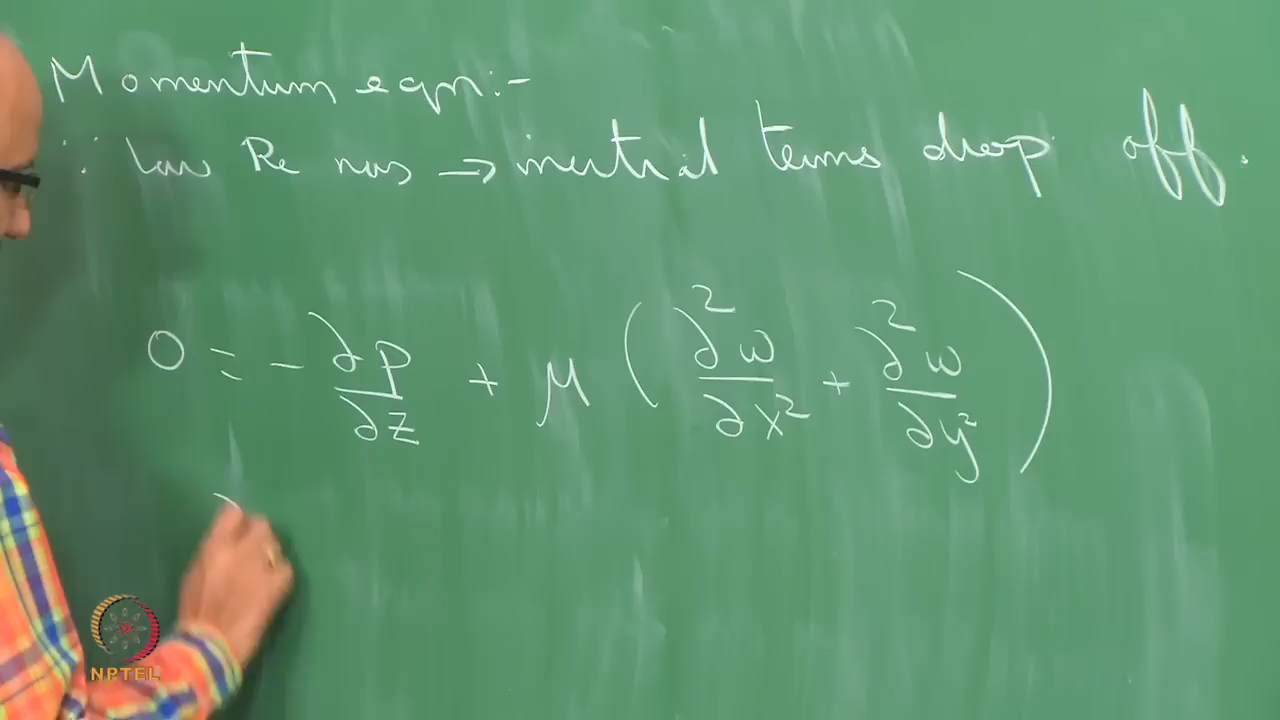 Momentum eqn:-
∵ low Re nos → inertial terms drop off.
0 = - ∂p/∂z + μ ( ∂²w/∂x² + ∂²w/∂y² )
NPTEL